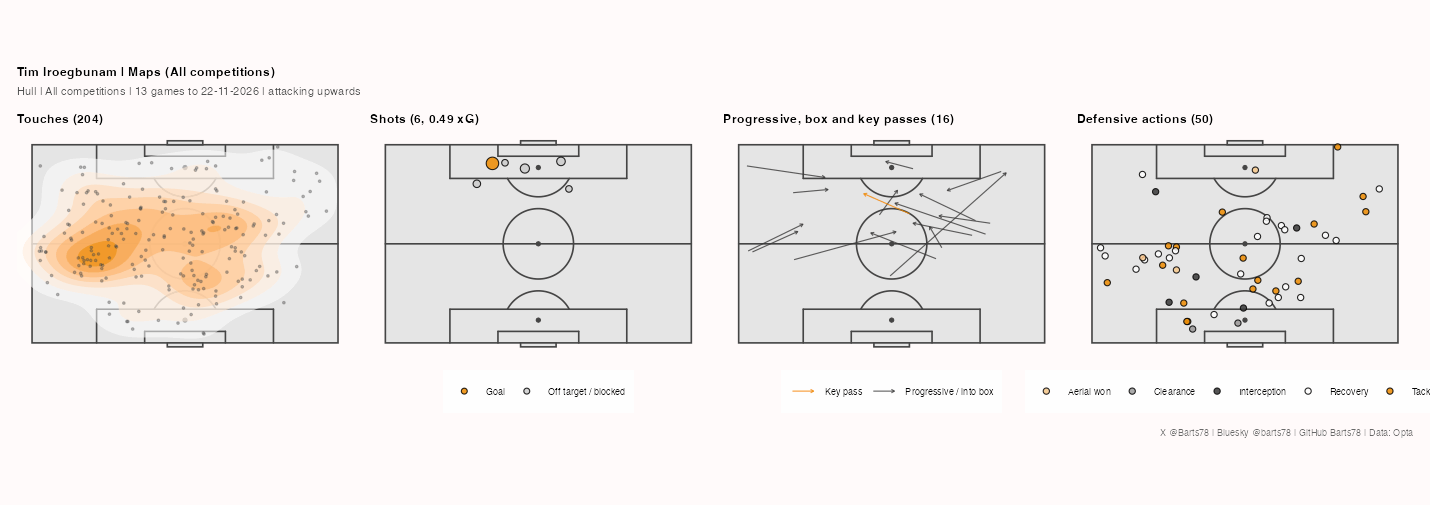 Tim Iroegbunam | Maps (All competitions)
Hull | All competitions | 13 games to 22-11-2026 | attacking upwards
Touches (204)
Shots (6, 0.49 xG)
Progressive, box and key passes (16)
Defensive actions (50)
Goal
Off target / blocked
Key pass
Progressive / into box
Aerial won
Clearance
Interception
Recovery
Tack
X @Barts78 | Bluesky @barts78 | GitHub Barts78 | Data: Opta